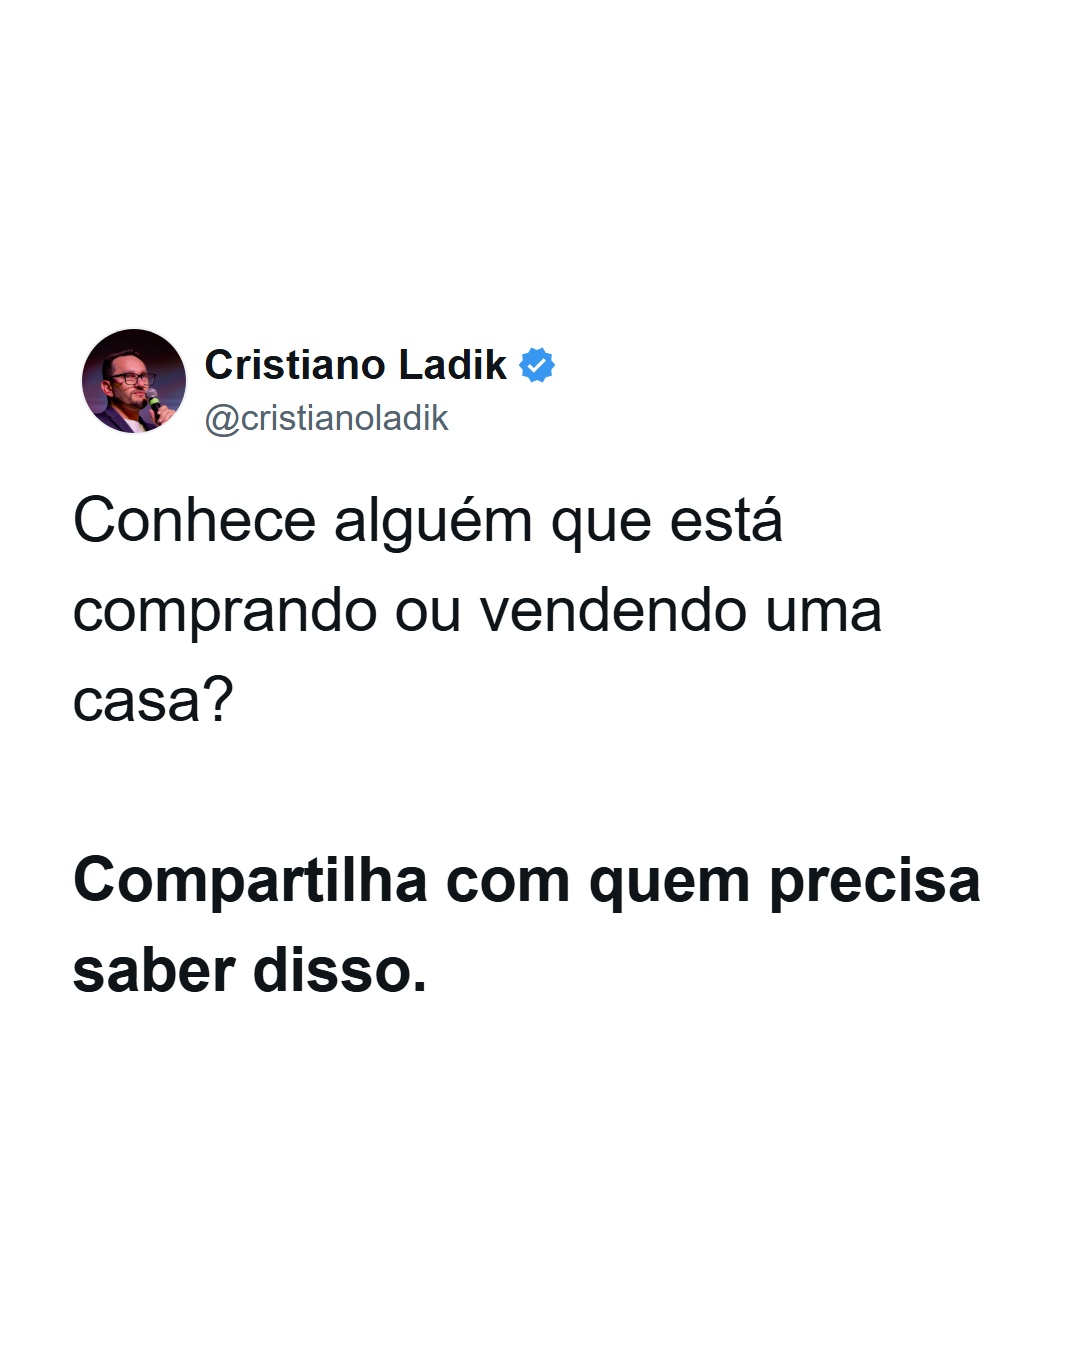 Cristiano Ladik
@cristianoladik
Conhece alguém que está
comprando ou vendendo uma
casa?
Compartilha com quem precisa
saber disso.